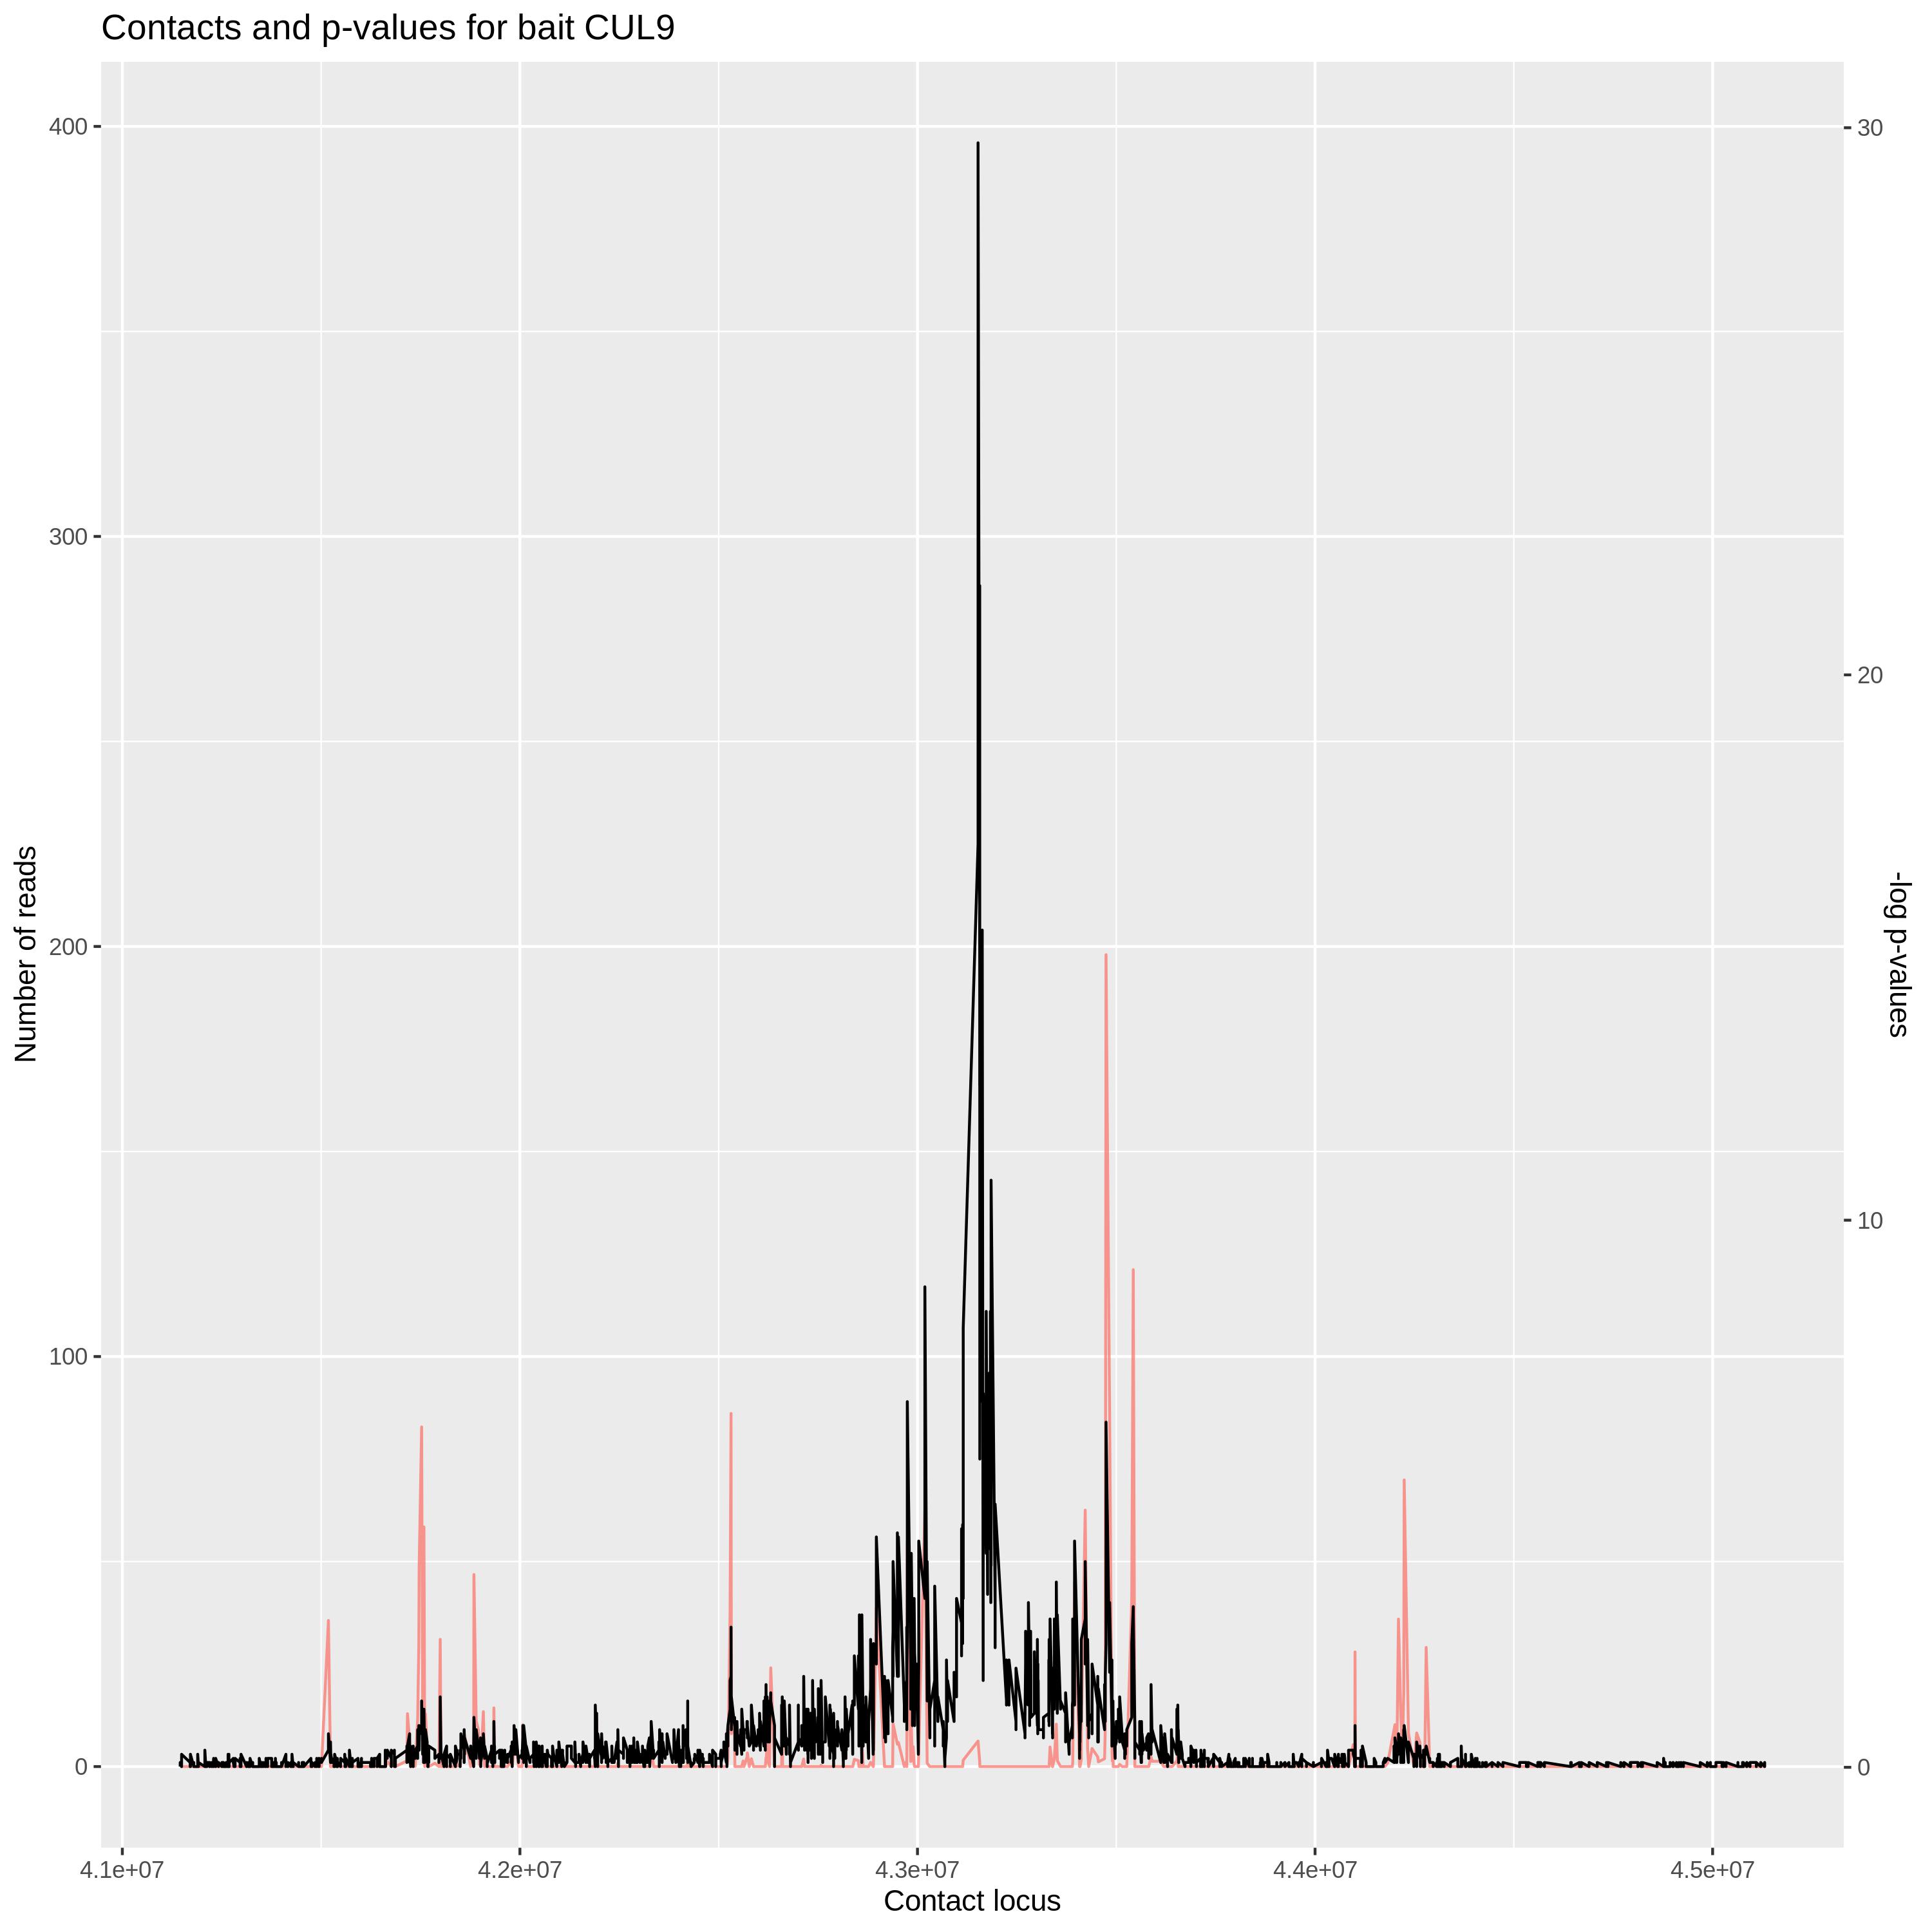 Contacts and p-values for bait CUL9
400
300
200
100
0
30
20
10
0
Number of reads
-log p-values
4.1e+07 4.2e+07 4.3e+07 4.4e+07 4.5e+07
Contact locus